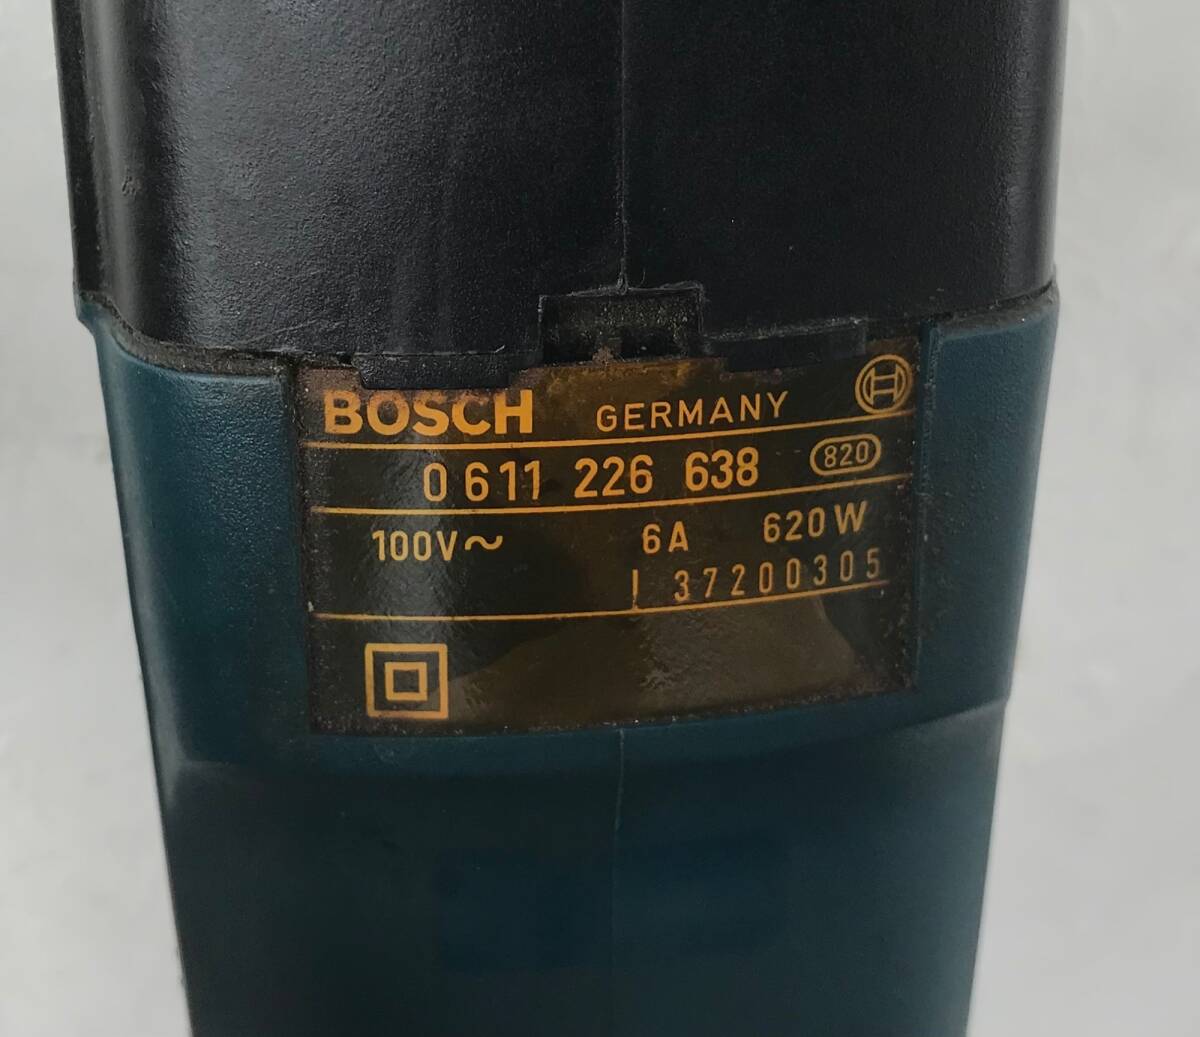 BOSCH GERMANY
0 611 226 638 820
100V~ 6A 620W
37200305